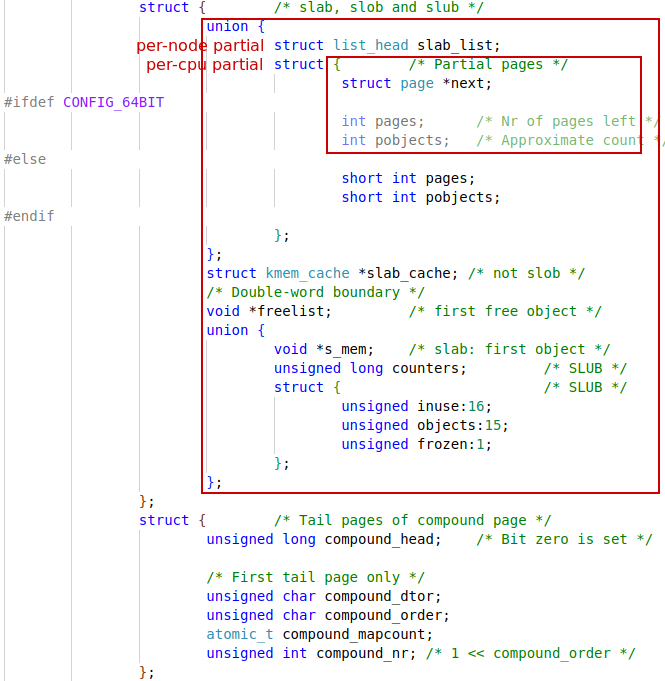 struct {        /* slab, slob and slub */
union {
per-node partial struct list_head slab_list;
per-cpu partial struct {        /* Partial pages */
struct page *next;
#ifdef CONFIG_64BIT
int pages;      /* Nr of pages left */
int pobjects;   /* Approximate count */
#else
short int pages;
short int pobjects;
#endif
};
};
struct kmem_cache *slab_cache; /* not slob */
/* Double-word boundary */
void *freelist;         /* first free object */
union {
void *s_mem;    /* slab: first object */
unsigned long counters;         /* SLUB */
struct {                        /* SLUB */
unsigned inuse:16;
unsigned objects:15;
unsigned frozen:1;
};
};
};
struct {        /* Tail pages of compound page */
unsigned long compound_head;    /* Bit zero is set */
/* First tail page only */
unsigned char compound_dtor;
unsigned char compound_order;
atomic_t compound_mapcount;
unsigned int compound_nr; /* 1 << compound_order */
};